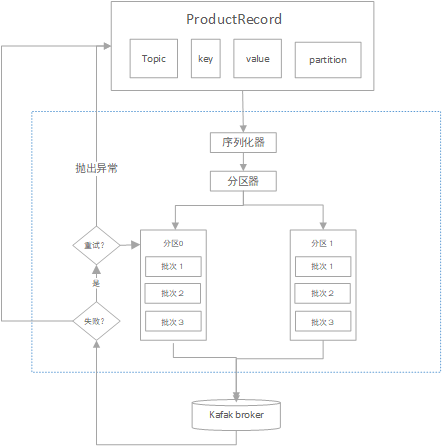 ProductRecord
Topic
key
value
partition
序列化器
分区器
抛出异常
重试?
分区0
分区 1
批次 1
批次 1
是
批次 2
批次 2
失败?
批次 3
批次 3
Kafak broker